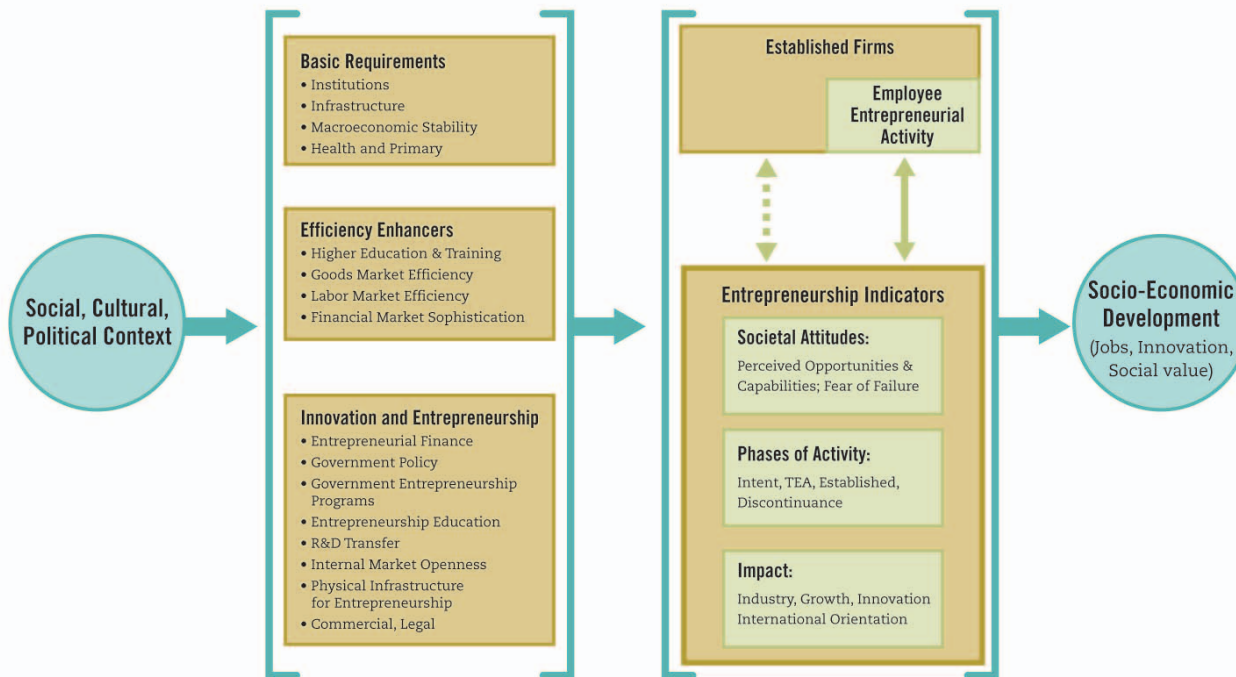 Social, Cultural,
Political Context
Basic Requirements
• Institutions
• Infrastructure
• Macroeconomic Stability
• Health and Primary
Efficiency Enhancers
• Higher Education & Training
• Goods Market Efficiency
• Labor Market Efficiency
• Financial Market Sophistication
Innovation and Entrepreneurship
• Entrepreneurial Finance
• Government Policy
• Government Entrepreneurship
Programs
• Entrepreneurship Education
• R&D Transfer
• Internal Market Openness
• Physical Infrastructure
for Entrepreneurship
• Commercial, Legal
Established Firms
Employee
Entrepreneurial
Activity
Entrepreneurship Indicators
Societal Attitudes:
Perceived Opportunities &
Capabilities; Fear of Failure
Phases of Activity:
Intent, TEA, Established,
Discontinuance
Impact:
Industry, Growth, Innovation
International Orientation
Socio-Economic
Development
(Jobs, Innovation,
Social value)